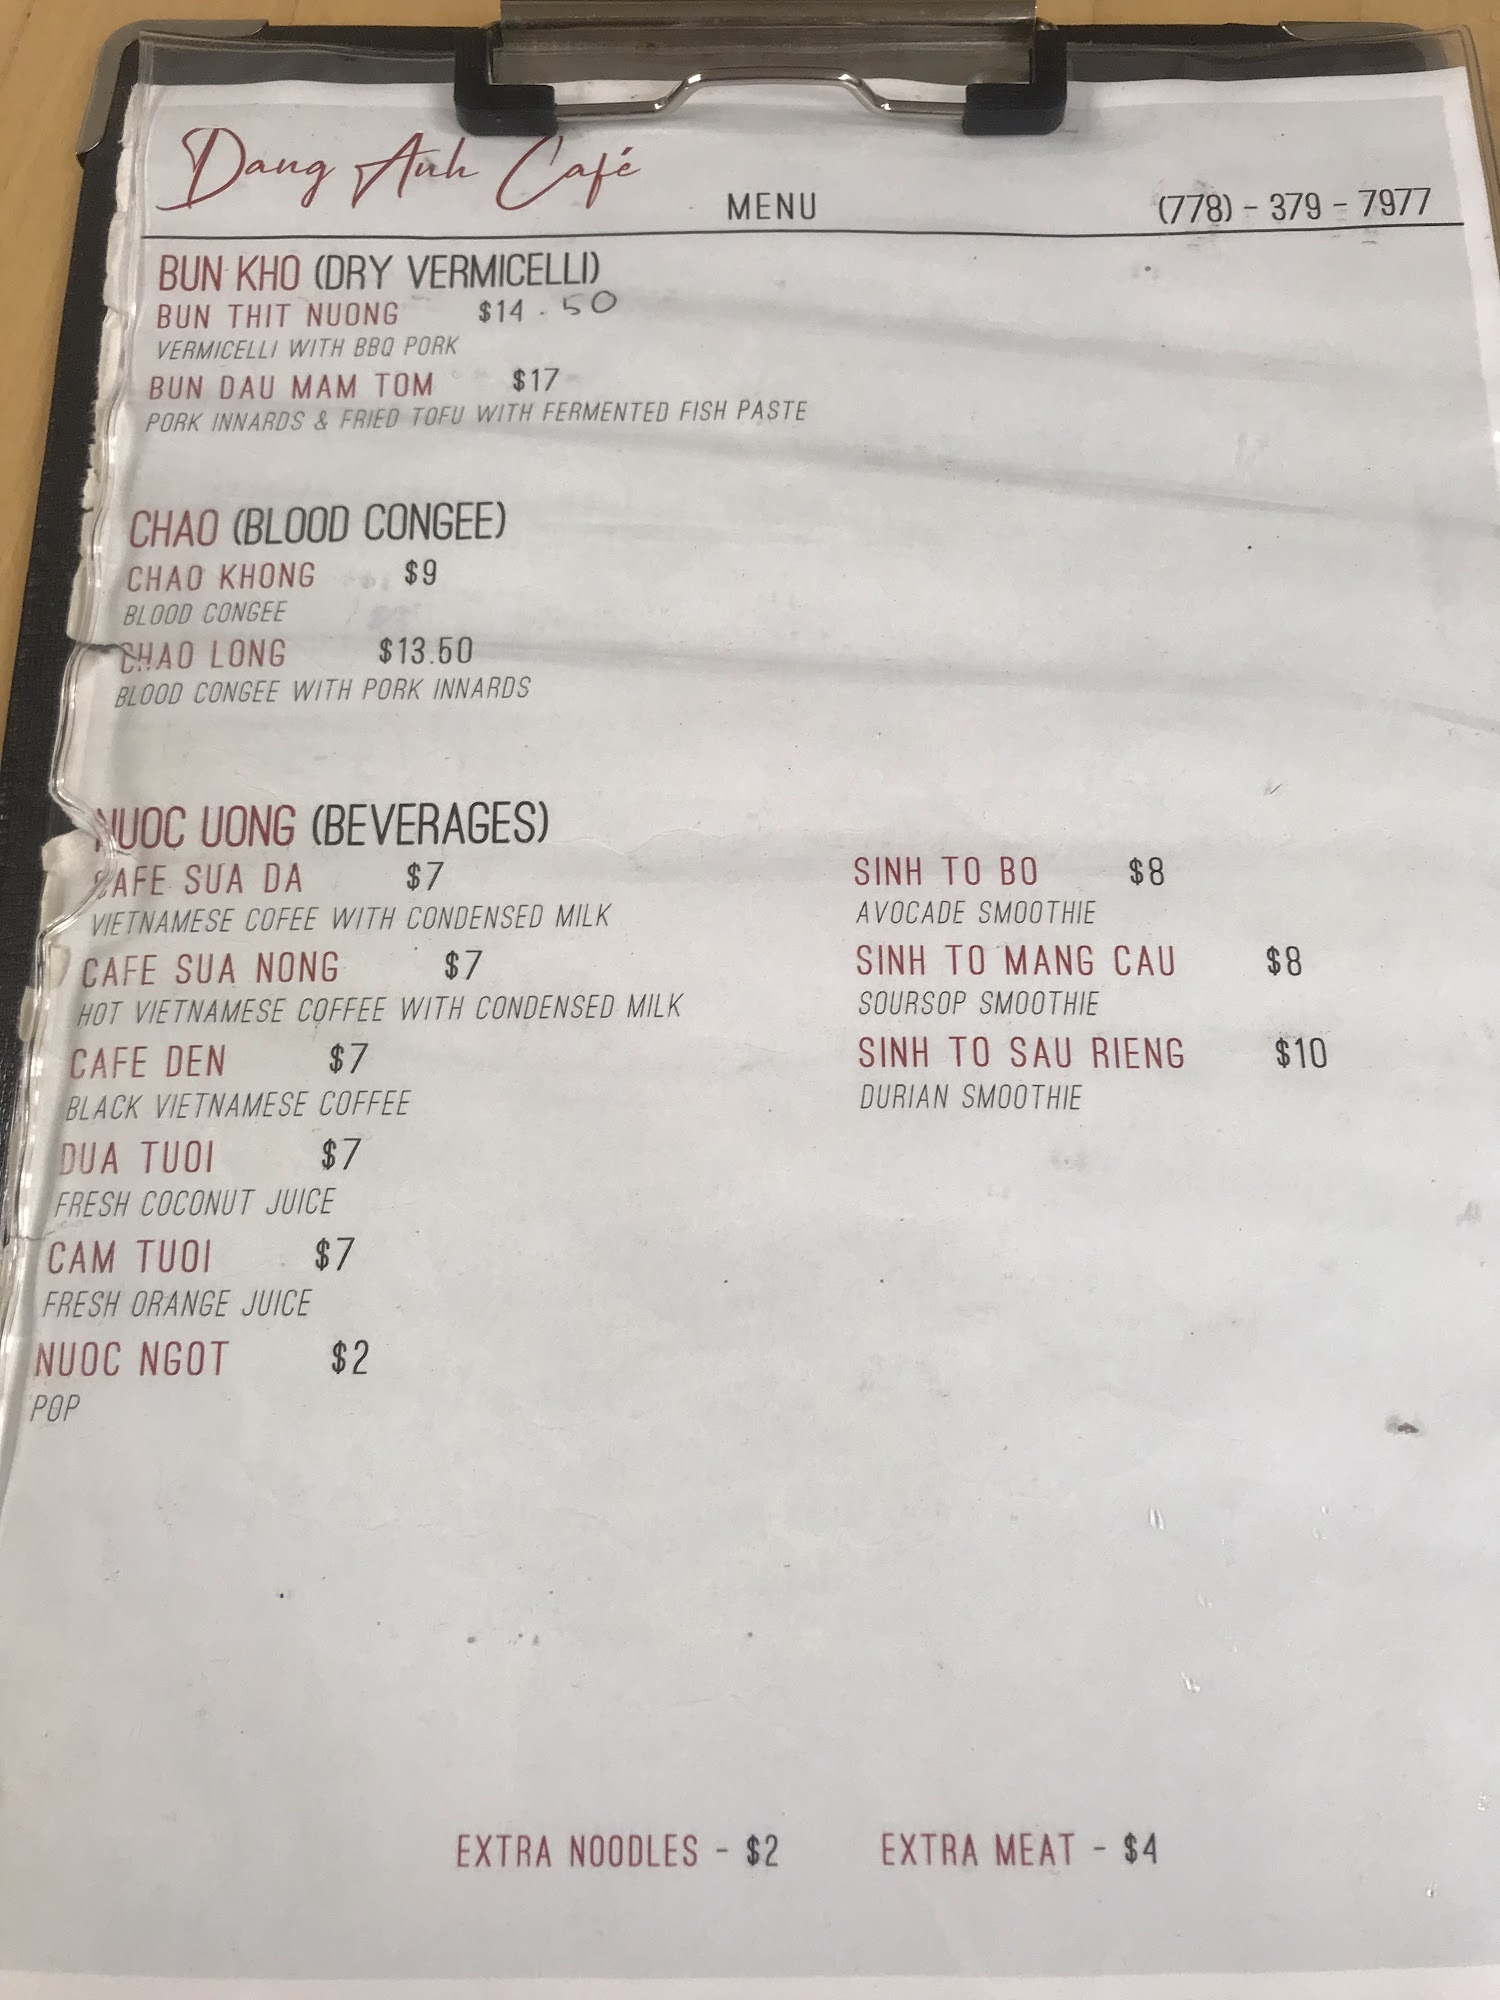 Dang Anh Café
MENU
(778) - 379 - 7977
BUN KHO (DRY VERMICELLI)
BUN THIT NUONG $14.50
VERMICELLI WITH BBQ PORK
BUN DAU MAM TOM $17
PORK INNARDS & FRIED TOFU WITH FERMENTED FISH PASTE
CHAO (BLOOD CONGEE)
CHAO KHONG $9
BLOOD CONGEE
CHAO LONG $13.50
BLOOD CONGEE WITH PORK INNARDS
NUOC UONG (BEVERAGES)
CAFE SUA DA $7
VIETNAMESE COFEE WITH CONDENSED MILK
CAFE SUA NONG $7
HOT VIETNAMESE COFFEE WITH CONDENSED MILK
CAFE DEN $7
BLACK VIETNAMESE COFFEE
DUA TUOI $7
FRESH COCONUT JUICE
CAM TUOI $7
FRESH ORANGE JUICE
NUOC NGOT $2
POP
SINH TO BO $8
AVOCADE SMOOTHIE
SINH TO MANG CAU $8
SOURSOP SMOOTHIE
SINH TO SAU RIENG $10
DURIAN SMOOTHIE
EXTRA NOODLES - $2
EXTRA MEAT - $4